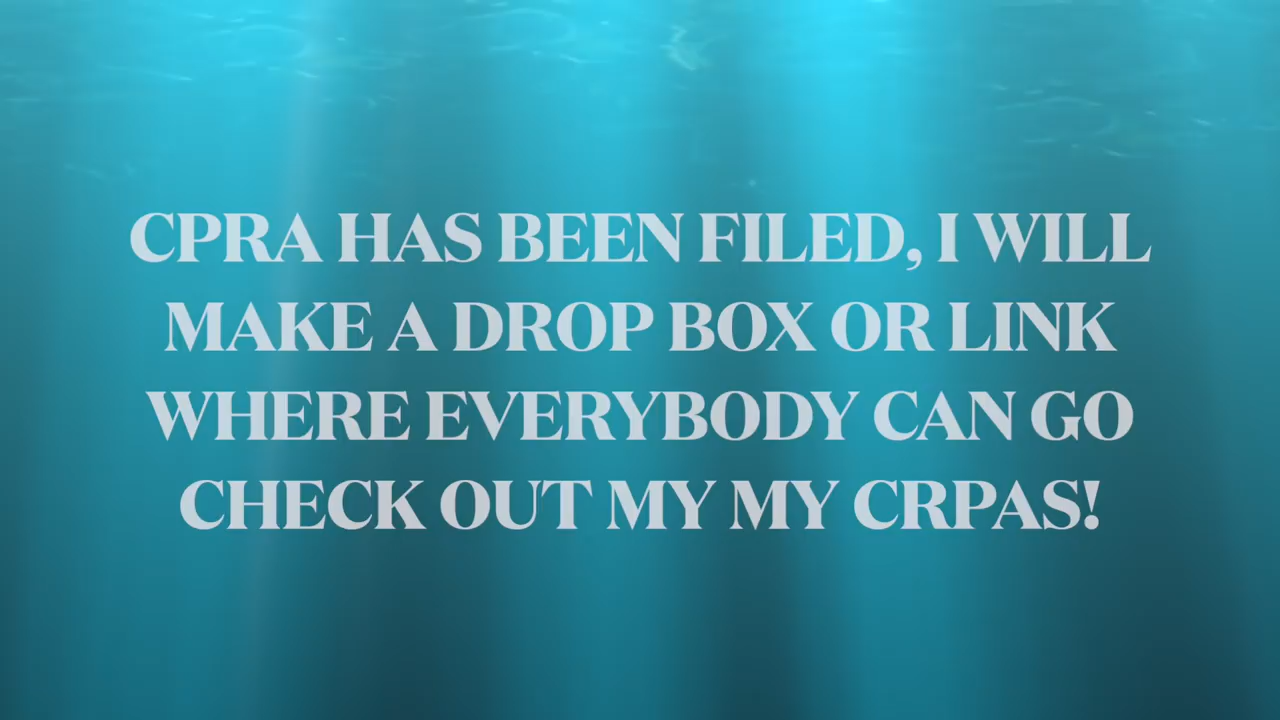 CPRA HAS BEEN FILED, I WILL
MAKE A DROP BOX OR LINK
WHERE EVERYBODY CAN GO
CHECK OUT MY MY CRPAS!